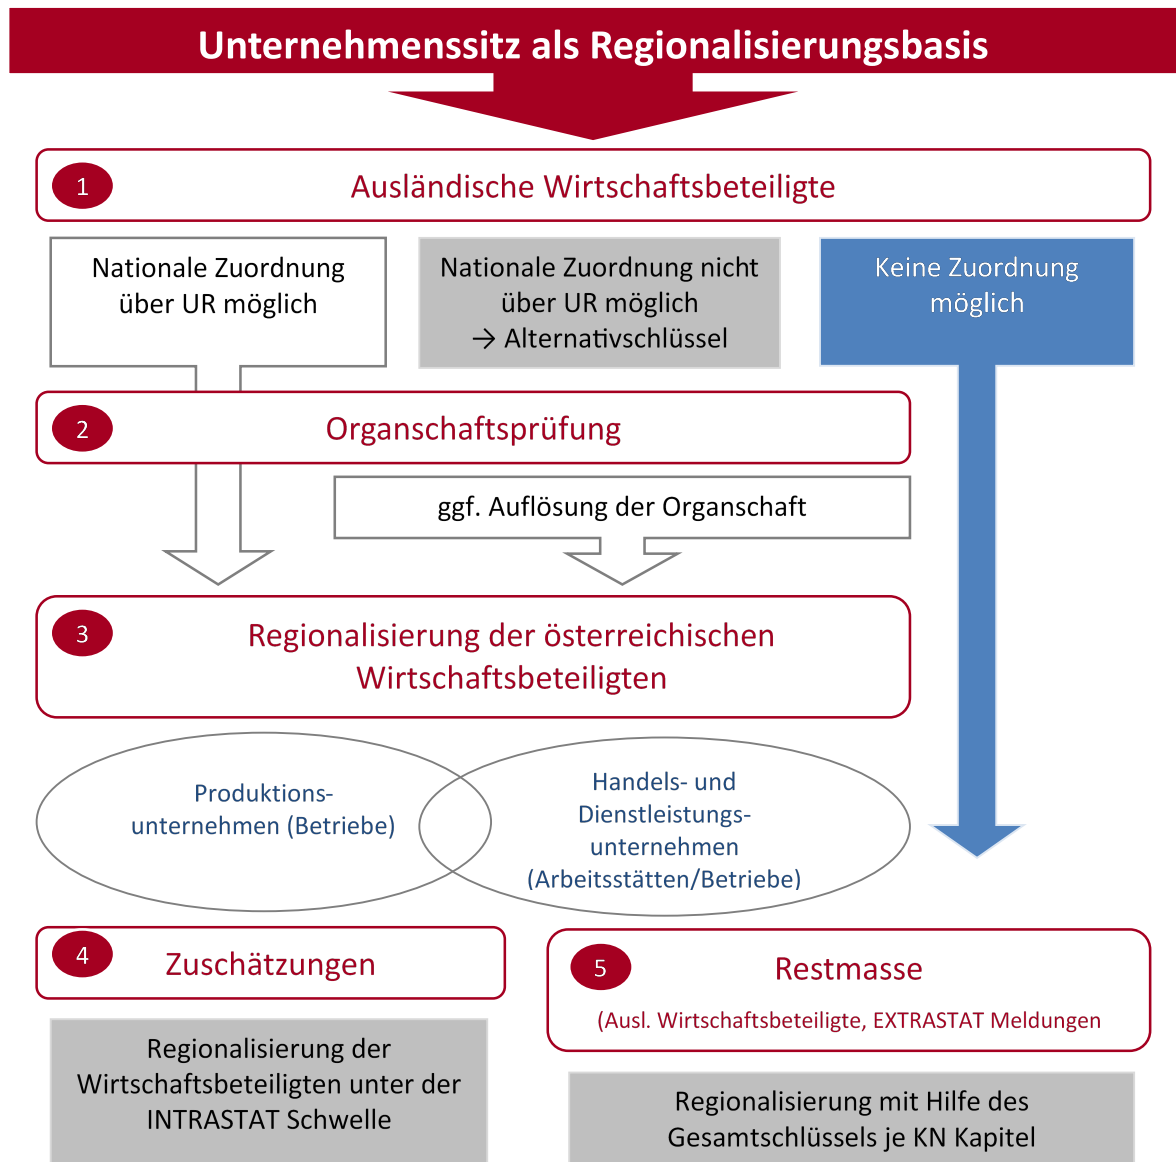 Unternehmenssitz als Regionalisierungsbasis
1
Ausländische Wirtschaftsbeteiligte
Nationale Zuordnung
über UR möglich
Nationale Zuordnung nicht
über UR möglich
→ Alternativschlüssel
Keine Zuordnung
möglich
2
Organschaftsprüfung
ggf. Auflösung der Organschaft
3
Regionalisierung der österreichischen
Wirtschaftsbeteiligten
Produktions-
unternehmen (Betriebe)
Handels- und
Dienstleistungs-
unternehmen
(Arbeitsstätten/Betriebe)
4
Zuschätzungen
Regionalisierung der
Wirtschaftsbeteiligten unter der
INTRASTAT Schwelle
5
Restmasse
(Ausl. Wirtschaftsbeteiligte, EXTRASTAT Meldungen
Regionalisierung mit Hilfe des
Gesamtschlüssels je KN Kapitel